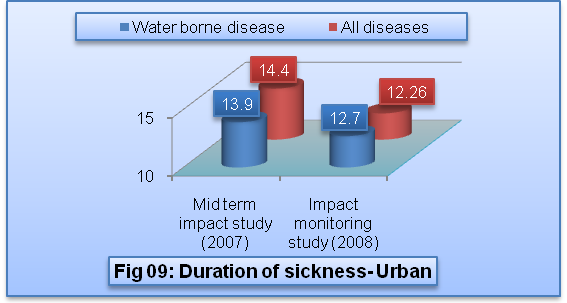 Water borne disease All diseases
14.4
13.9
12.26
12.7
15
10
Mid term impact study (2007)
Impact monitoring study (2008)
Fig 09: Duration of sickness- Urban